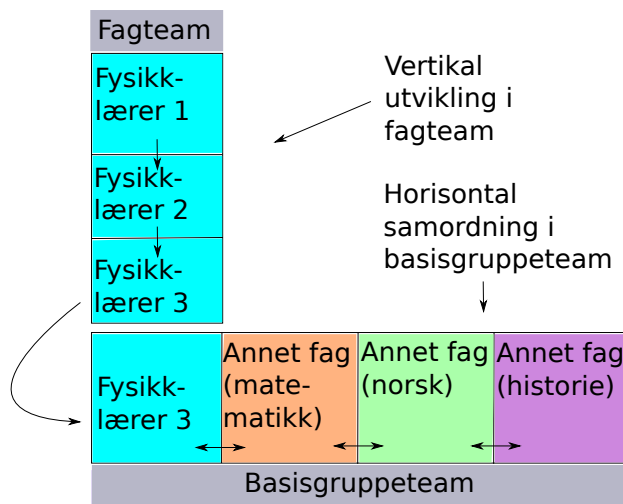 Fagteam
Fysikk-
lærer 1
Fysikk-
lærer 2
Fysikk-
lærer 3
Vertikal
utvikling i
fagteam
Horisontal
samordning i
basisgruppeteam
Fysikk-
lærer 3
Annet fag
(mate-
matikk)
Annet fag
(norsk)
Annet fag
(historie)
Basisgruppeteam